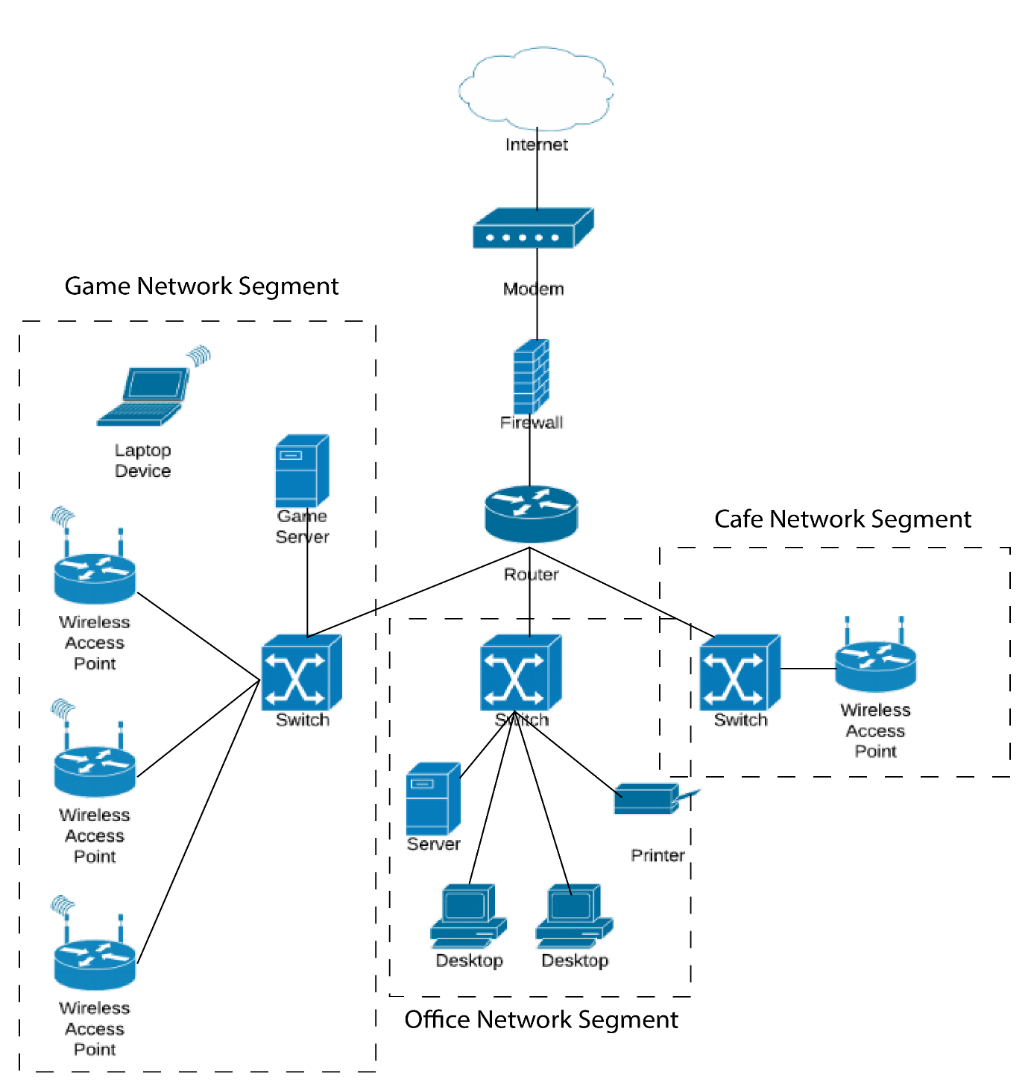 Internet
Modem
Game Network Segment
Firewall
Laptop
Device
Game
Server
Cafe Network Segment
Router
Wireless
Access
Point
Switch
Switch
Switch
Wireless
Access
Point
Wireless
Access
Point
Server
Printer
Desktop
Desktop
Wireless
Access
Point
Office Network Segment